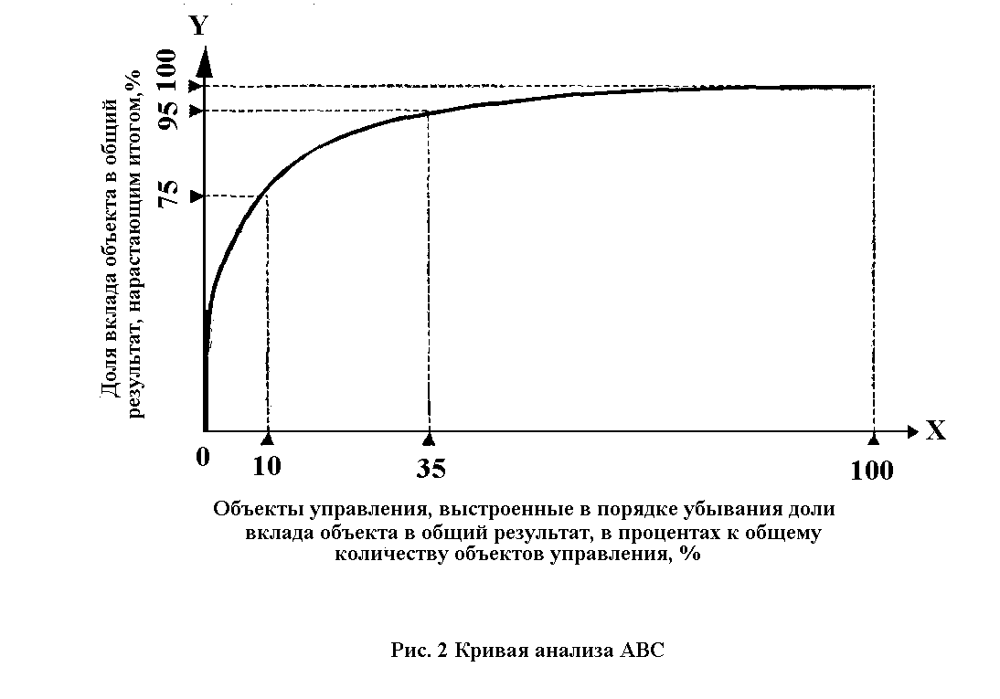 Y
Доля вклада объекта в общий
результат, нарастающим итогом,%
100
95
75
0
10
35
100
X
Объекты управления, выстроенные в порядке убывания доли
вклада объекта в общий результат, в процентах к общему
количеству объектов управления, %
Рис. 2 Кривая анализа АВС